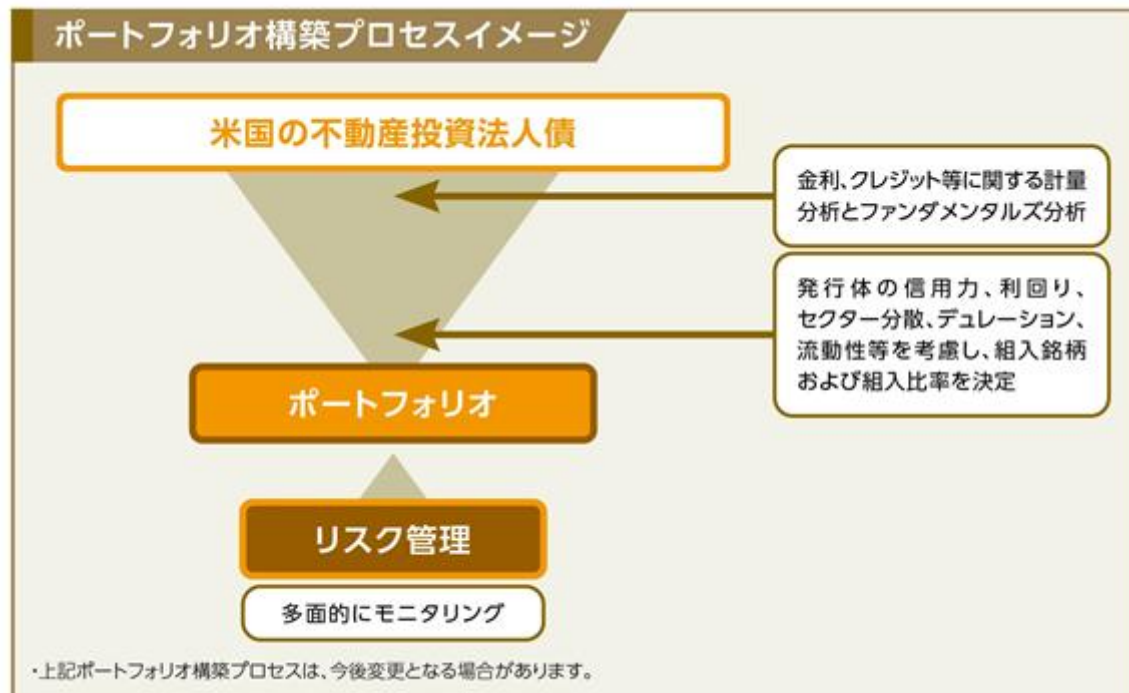 ポートフォリオ構築プロセスイメージ
米国の不動産投資法人債
金利、クレジット等に関する計量
分析とファンダメンタルズ分析
発行体の信用力、利回り、
セクター分散、デュレーション、
流動性等を考慮し、組入銘柄
および組入比率を決定
ポートフォリオ
リスク管理
多面的にモニタリング
・上記ポートフォリオ構築プロセスは、今後変更となる場合があります。